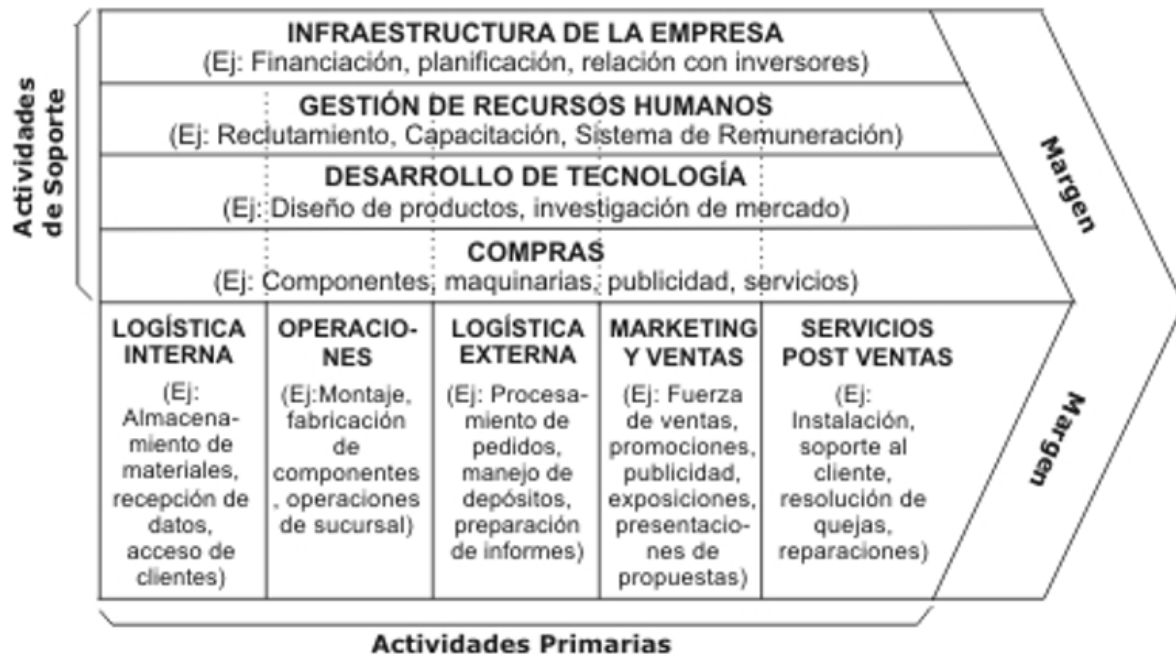 Actividades
de Soporte
INFRAESTRUCTURA DE LA EMPRESA
(Ej: Financiación, planificación, relación con inversores)
GESTIÓN DE RECURSOS HUMANOS
(Ej: Reclutamiento, Capacitación, Sistema de Remuneración)
DESARROLLO DE TECNOLOGÍA
(Ej: Diseño de productos, investigación de mercado)
COMPRAS
(Ej: Componentes, maquinarias, publicidad, servicios)
Margen
LOGÍSTICA
INTERNA
(Ej:
Almacena-
miento de
materiales,
recepción de
datos,
acceso de
clientes)
OPERACIO-
NES
(Ej:Montaje,
fabricación
de
componentes
, operaciones
de sucursal)
LOGÍSTICA
EXTERNA
(Ej: Procesa-
miento de
pedidos,
manejo de
depósitos,
preparación
de informes)
MARKETING
Y VENTAS
(Ej: Fuerza
de ventas,
promociones,
publicidad,
exposiciones,
presentacio-
nes de
propuestas)
SERVICIOS
POST VENTAS
(Ej:
Instalación,
soporte al
cliente,
resolución de
quejas,
reparaciones)
Margen
Actividades Primarias